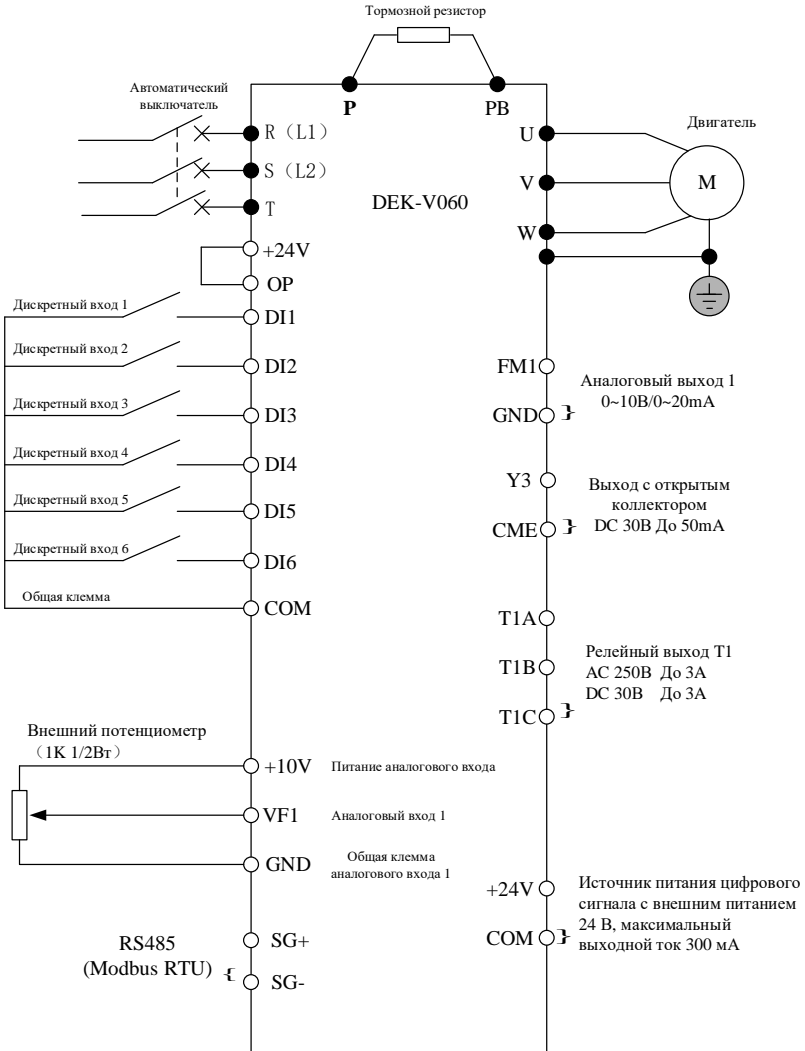 Тормозной резистор
P
PB
Автоматический
выключатель
R（L1）
S（L2）
T
DEK-V060
U
V
W
Двигатель
M
+24V
OP
Дискретный вход 1
DI1
Дискретный вход 2
DI2
Дискретный вход 3
DI3
Дискретный вход 4
DI4
Дискретный вход 5
DI5
Дискретный вход 6
DI6
Общая клемма
COM
FM1
GND
Аналоговый выход 1
0~10В/0~20mA
Y3
CME
Выход с открытым
коллектором
DC 30В До 50mA
T1A
T1B
T1C
Релейный выход T1
AC 250В До 3А
DC 30В До 3А
Внешний потенциометр
（1K 1/2Вт）
+10V
Питание аналогового входа
VF1
Аналоговый вход 1
GND
Общая клемма
аналогового входа 1
RS485
(Modbus RTU)
SG+
SG-
+24V
COM
Источник питания цифрового
сигнала с внешним питанием
24 В, максимальный
выходной ток 300 мА